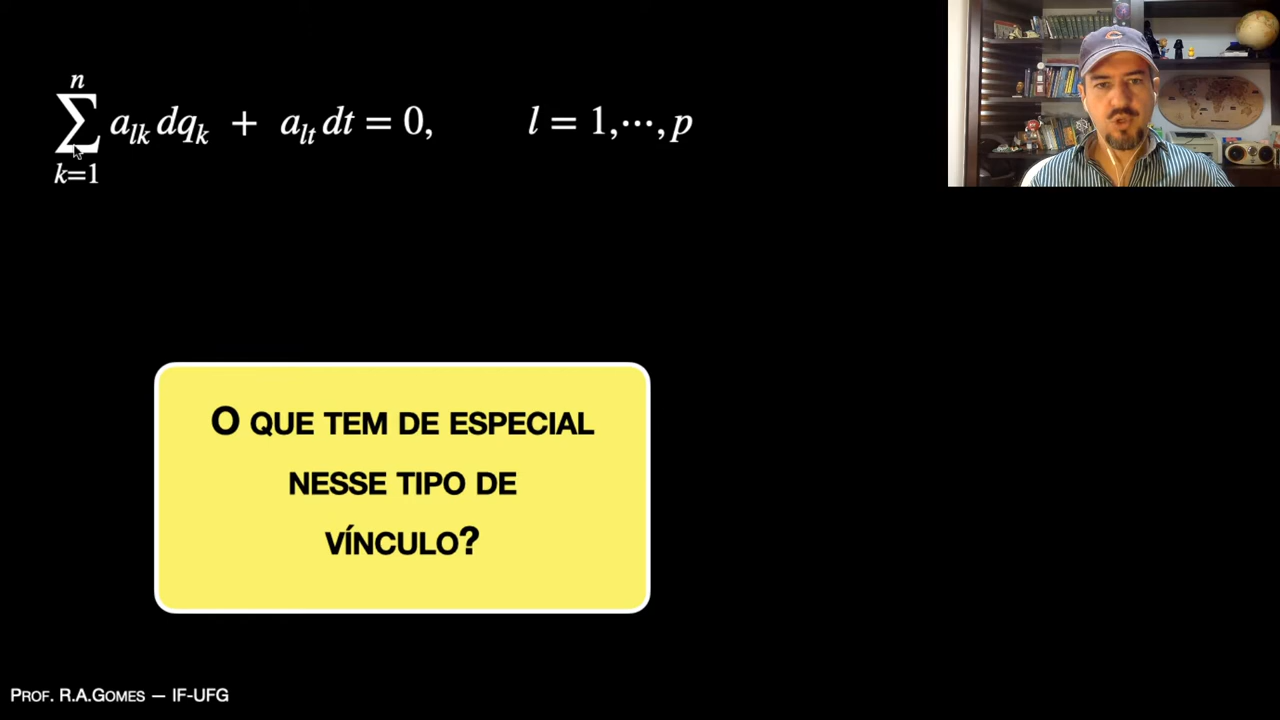 n
∑ a_{lk} dq_k + a_{lt} dt = 0, l = 1,⋯, p
k=1
O QUE TEM DE ESPECIAL
NESSE TIPO DE
VÍNCULO?
PROF. R.A.GOMES — IF-UFG